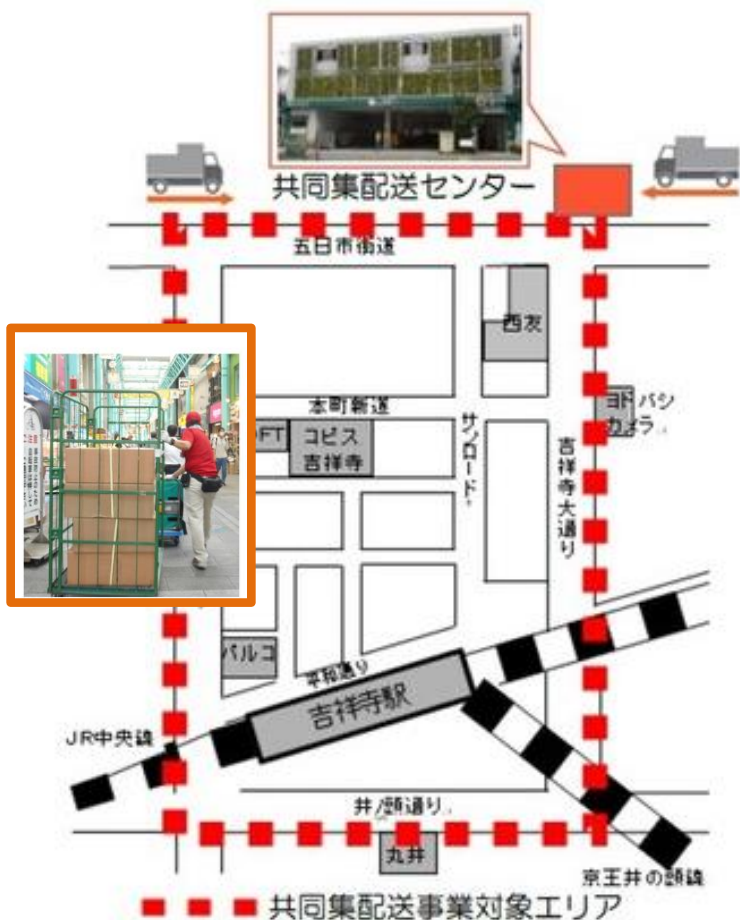 共同集配送センター
五日市街道
西友
本町新道
ヨドバシ
カメラ
FT
コピス
吉祥寺
サンロード
吉祥寺大通り
パルコ
平和通り
吉祥寺駅
JR中央線
井ノ頭通り
丸井
京王井の頭線
共同集配送事業対象エリア